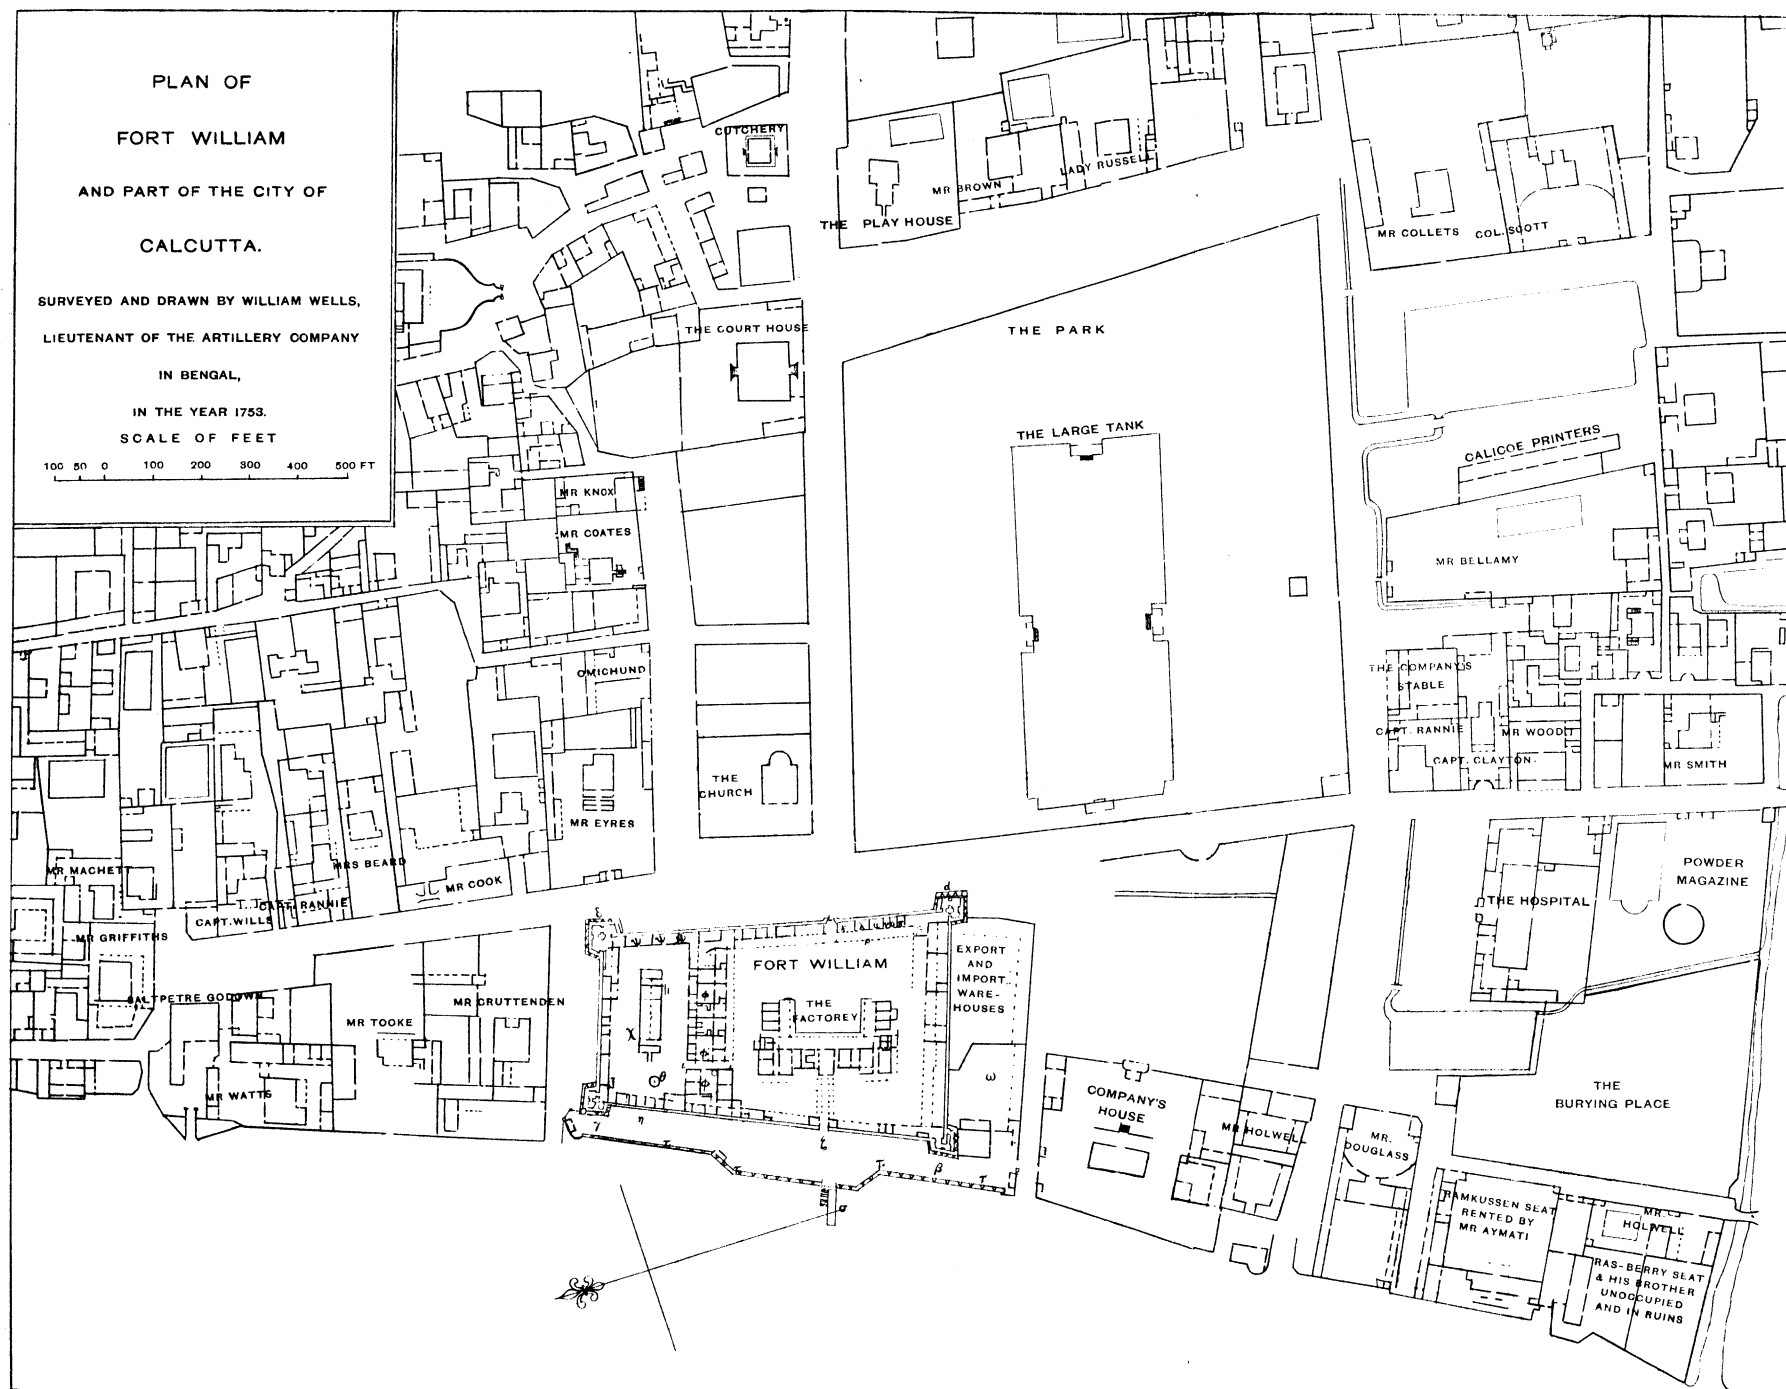 PLAN OF
FORT WILLIAM
AND PART OF THE CITY OF
CALCUTTA.
SURVEYED AND DRAWN BY WILLIAM WELLS,
LIEUTENANT OF THE ARTILLERY COMPANY
IN BENGAL,
IN THE YEAR 1753.
SCALE OF FEET
100 50 0 100 200 300 400 500 FT
CUTCHERY
THE PLAY HOUSE
MR BROWN
LADY RUSSELL
MR COLLETS
COL. SCOTT
THE COURT HOUSE
THE PARK
THE LARGE TANK
CALICOE PRINTERS
MR KNOX
MR COATES
MR BELLAMY
OMICHUND
THE COMPANY'S
STABLE
CAPT. RANNIE
MR WOOD
CAPT. CLAYTON
MR SMITH
THE
CHURCH
MR EYRES
MR MACHETT
MRS BEARD
MR COOK
CAPT. WILLS
CAPT. RANNIE
MR GRIFFITHS
THE HOSPITAL
POWDER
MAGAZINE
FORT WILLIAM
THE
FACTOREY
EXPORT
AND
IMPORT
WARE-
HOUSES
SALTPETRE GODOWN
MR TOOKE
MR CRUTTENDEN
MR WATTS
COMPANY'S
HOUSE
MR HOLWELL
MR.
DOUGLASS
THE
BURYING PLACE
RAMKUSSEN SEAT
RENTED BY
MR AYMATI
MR.
HOLWELL
RAS-BERRY SEAT
& HIS BROTHER
UNOCCUPIED
AND IN RUINS
δ
χ
θ
φ
φ
φ
ω
γ
η
ζ
β
τ
σ